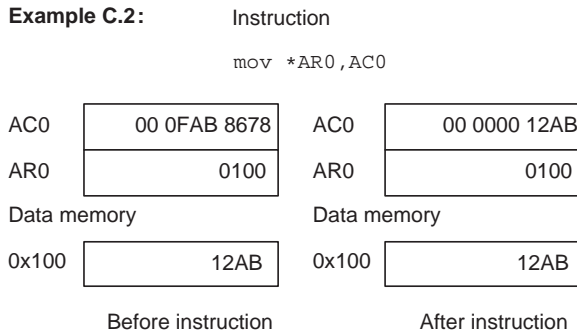 Example C.2: Instruction
mov *AR0,AC0
AC0 00 0FAB 8678 AC0 00 0000 12AB
AR0 0100 AR0 0100
Data memory Data memory
0x100 12AB 0x100 12AB
Before instruction After instruction